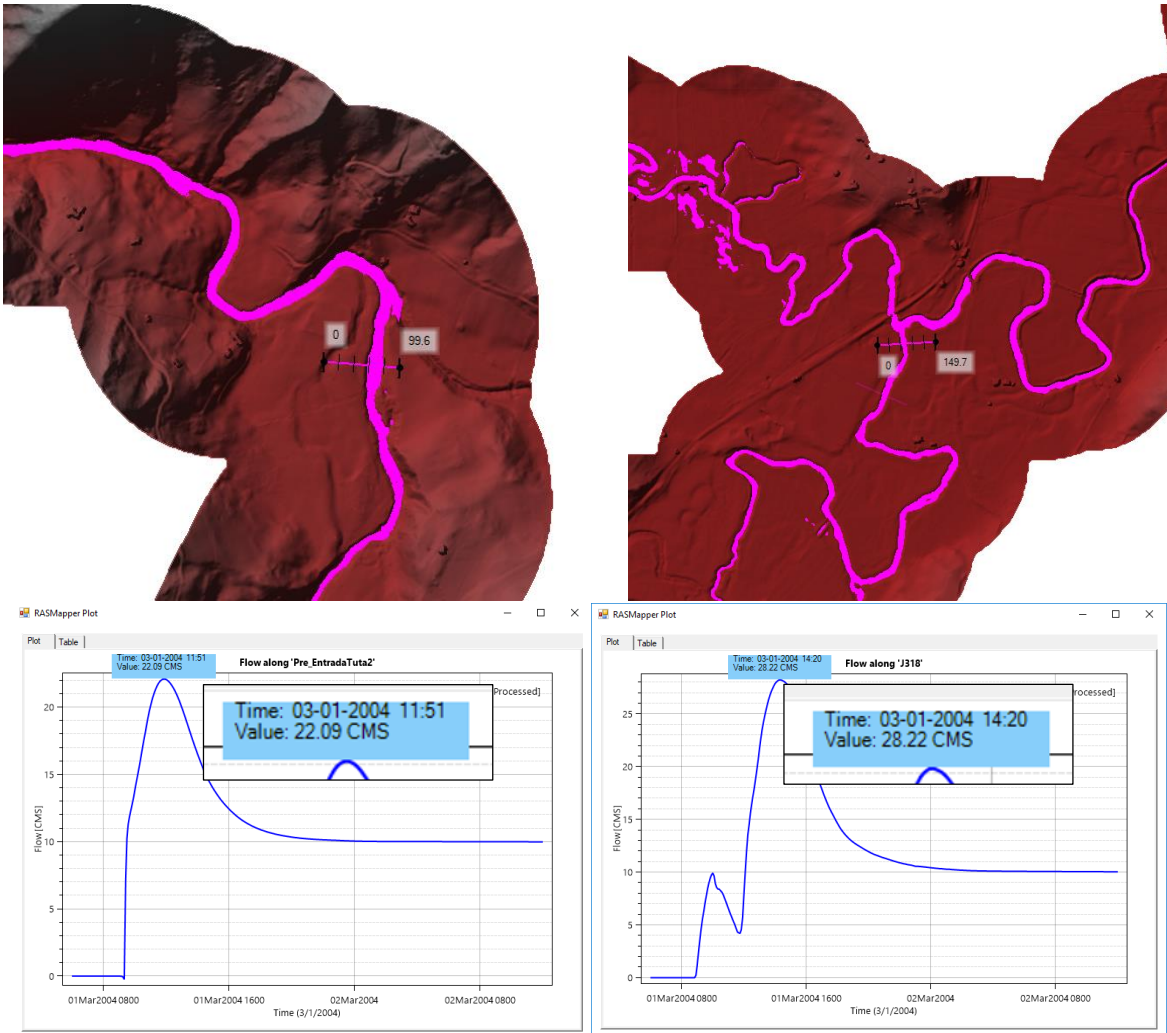 0
99.6
0
149.7
RASMapper Plot
Plot
Table
Time: 03-01-2004 11:51
Value: 22.09 CMS
Flow along 'Pre_EntradaTuta2'
Processed]
Time: 03-01-2004 11:51
Value: 22.09 CMS
20
15
10
5
0
Flow [CMS]
01Mar2004 0800
01Mar2004 1600
02Mar2004
02Mar2004 0800
Time (3/1/2004)
RASMapper Plot
Plot
Table
Time: 03-01-2004 14:20
Value: 28.22 CMS
Flow along 'J318'
rocessed]
Time: 03-01-2004 14:20
Value: 28.22 CMS
25
20
15
10
5
0
Flow [CMS]
01Mar2004 0800
01Mar2004 1600
02Mar2004
02Mar2004 0800
Time (3/1/2004)